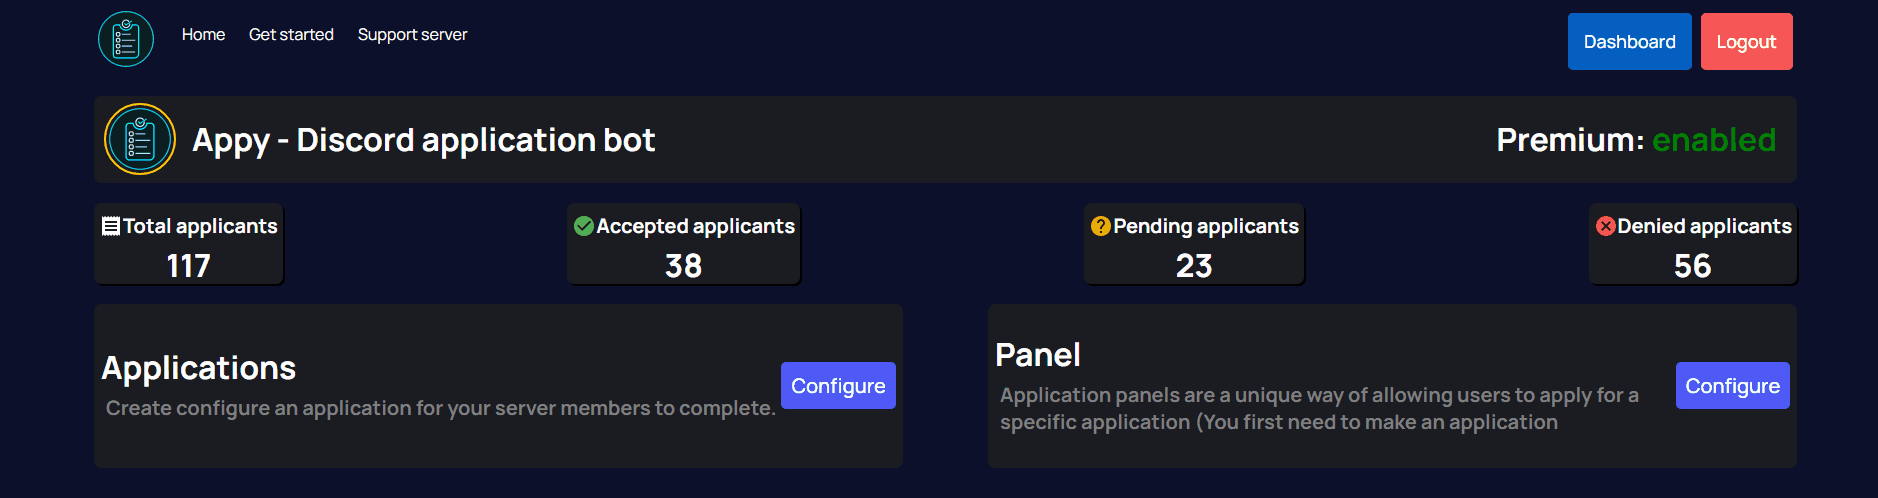 Home Get started Support server Dashboard Logout
Appy - Discord application bot Premium: enabled
Total applicants Accepted applicants Pending applicants Denied applicants
117 38 23 56
Applications
Create configure an application for your server members to complete.
Configure
Panel
Application panels are a unique way of allowing users to apply for a
specific application (You first need to make an application
Configure